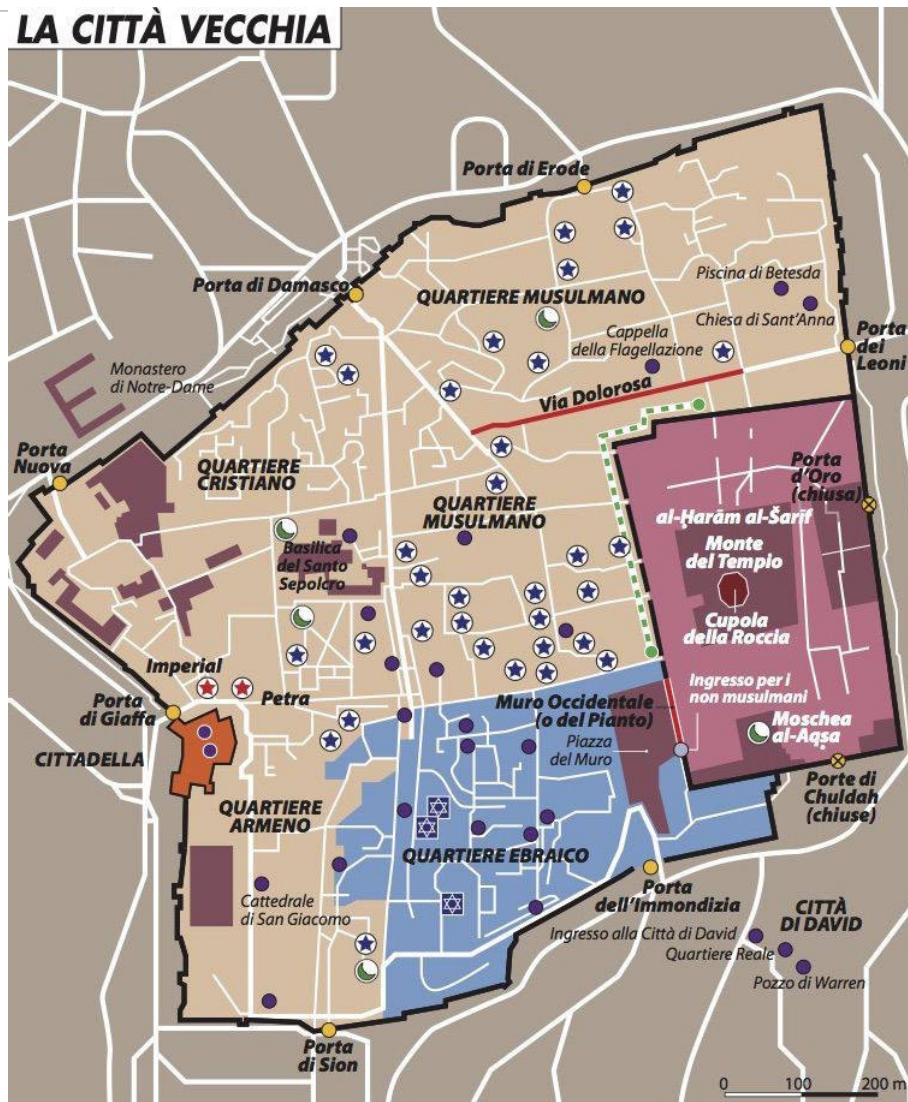 LA CITTÀ VECCHIA
Porta di Erode
Piscina di Betesda
Porta di Damasco
QUARTIERE MUSULMANO
Chiesa di Sant'Anna
Cappella
della Flagellazione
Porta
dei
Leoni
Monastero
di Notre-Dame
Via Dolorosa
Porta
Nuova
QUARTIERE
CRISTIANO
QUARTIERE
MUSULMANO
Porta
d'Oro
(chiusa)
al-Ḥarām al-Šarīf
Monte
del Tempio
Basilica
del Santo
Sepolcro
Cupola
della Roccia
Imperial
Petra
Ingresso per i
non musulmani
Porta
di Giaffa
Muro Occidentale
(o del Pianto)
Moschea
al-Aqṣa
Piazza
del Muro
CITTADELLA
Porte di
Chuldah
(chiuse)
QUARTIERE
ARMENO
QUARTIERE EBRAICO
Porta
dell'Immondizia
Cattedrale
di San Giacomo
CITTÀ
DI DAVID
Ingresso alla Città di David
Quartiere Reale
Pozzo di Warren
Porta
di Sion
0 100 200 m